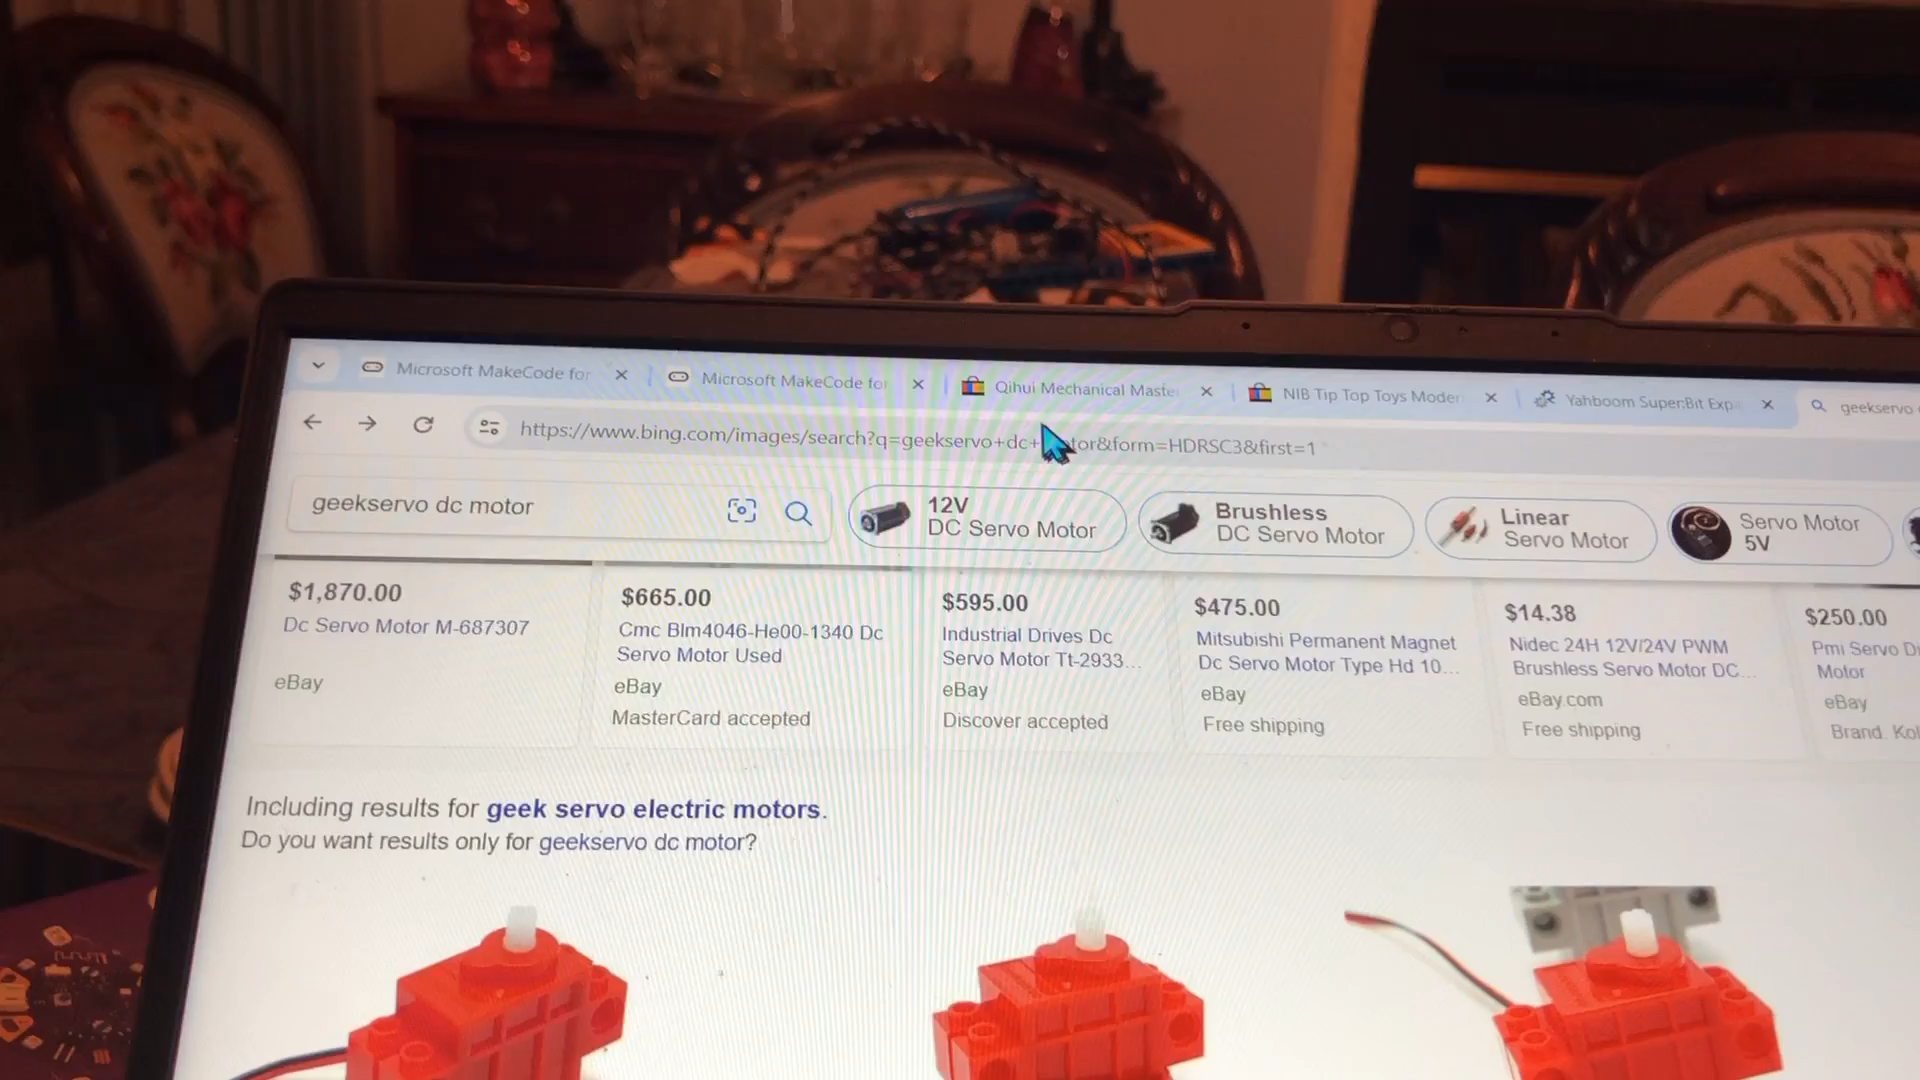 Microsoft MakeCode for
Microsoft MakeCode for
Qihui Mechanical Maste
NIB Tip Top Toys Moder
Yahboom Super:Bit Exp
geekservo
https://www.bing.com/images/search?q=geekservo+dc+ tor&form=HDRSC3&first=1
geekservo dc motor
12V
DC Servo Motor
Brushless
DC Servo Motor
Linear
Servo Motor
Servo Motor
5V
$1,870.00
Dc Servo Motor M-687307
eBay
$665.00
Cmc Blm4046-He00-1340 Dc
Servo Motor Used
eBay
MasterCard accepted
$595.00
Industrial Drives Dc
Servo Motor Tt-2933...
eBay
Discover accepted
$475.00
Mitsubishi Permanent Magnet
Dc Servo Motor Type Hd 10...
eBay
Free shipping
$14.38
Nidec 24H 12V/24V PWM
Brushless Servo Motor DC...
eBay.com
Free shipping
$250.00
Pmi Servo D
Motor
eBay
Brand. Kol
Including results for geek servo electric motors.
Do you want results only for geekservo dc motor?